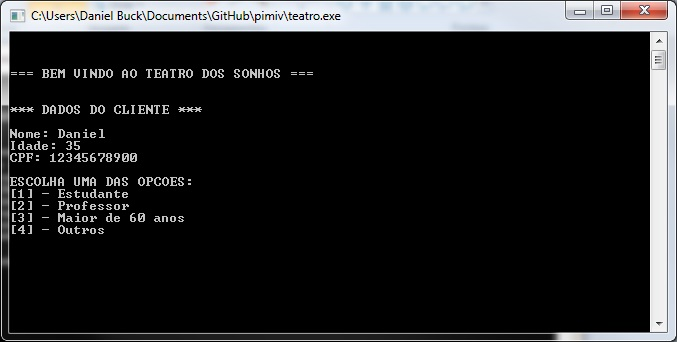 C:\Users\Daniel Buck\Documents\GitHub\pimiv\teatro.exe
=== BEM VINDO AO TEATRO DOS SONHOS ===
*** DADOS DO CLIENTE ***
Nome: Daniel
Idade: 35
CPF: 12345678900
ESCOLHA UMA DAS OPCOES:
[1] - Estudante
[2] - Professor
[3] - Maior de 60 anos
[4] - Outros